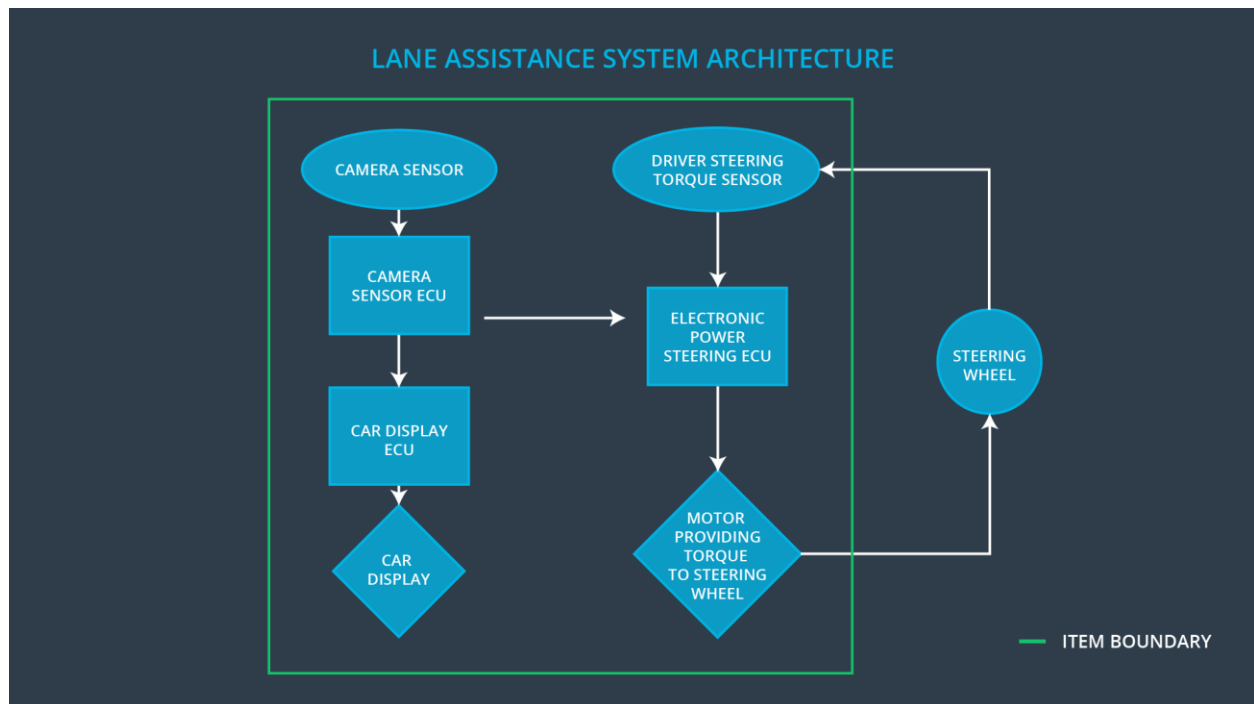 LANE ASSISTANCE SYSTEM ARCHITECTURE
CAMERA SENSOR
CAMERA
SENSOR ECU
CAR DISPLAY
ECU
CAR
DISPLAY
DRIVER STEERING
TORQUE SENSOR
ELECTRONIC
POWER
STEERING ECU
MOTOR
PROVIDING
TORQUE
TO STEERING
WHEEL
STEERING
WHEEL
ITEM BOUNDARY